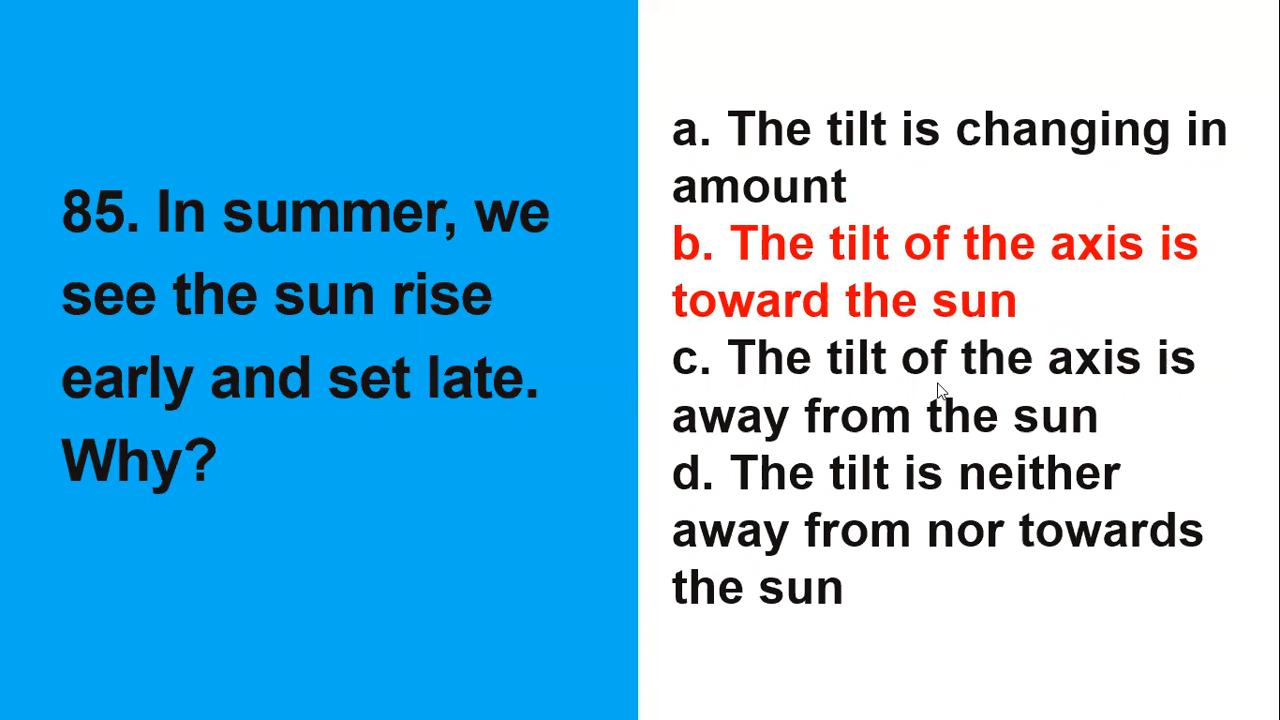 85. In summer, we
see the sun rise
early and set late.
Why?
a. The tilt is changing in
amount
b. The tilt of the axis is
toward the sun
c. The tilt of the axis is
away from the sun
d. The tilt is neither
away from nor towards
the sun